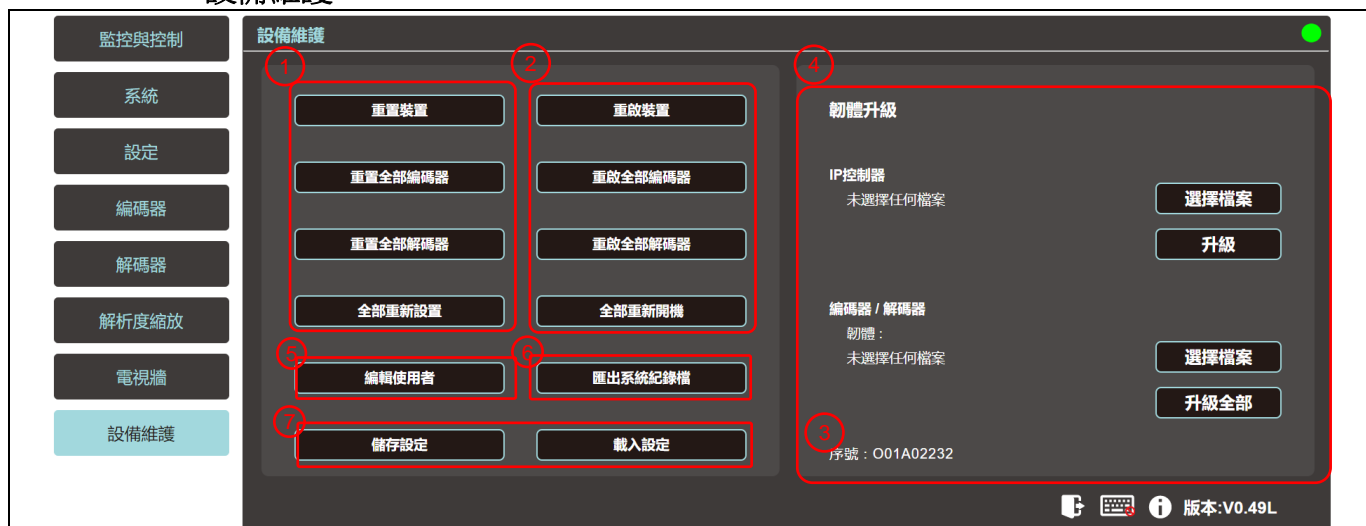 設備維護
監控與控制
系統
設定
編碼器
解碼器
解析度縮放
電視牆
設備維護
設備維護
1
2
重置裝置
重啟裝置
重置全部編碼器
重啟全部編碼器
重置全部解碼器
重啟全部解碼器
全部重新設置
全部重新開機
5
6
編輯使用者
匯出系統紀錄檔
7
儲存設定
載入設定
4
韌體升級
IP控制器
未選擇任何檔案
選擇檔案
升級
編碼器 / 解碼器
韌體 :
未選擇任何檔案
選擇檔案
升級全部
3
序號 : O01A02232
版本:V0.49L